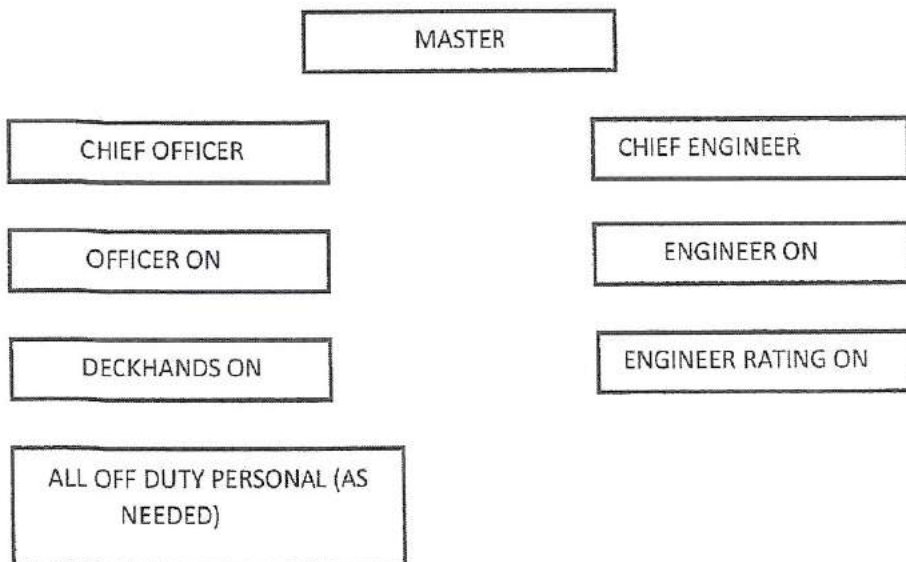 MASTER
CHIEF OFFICER
CHIEF ENGINEER
OFFICER ON
ENGINEER ON
DECKHANDS ON
ENGINEER RATING ON
ALL OFF DUTY PERSONAL (AS
NEEDED)